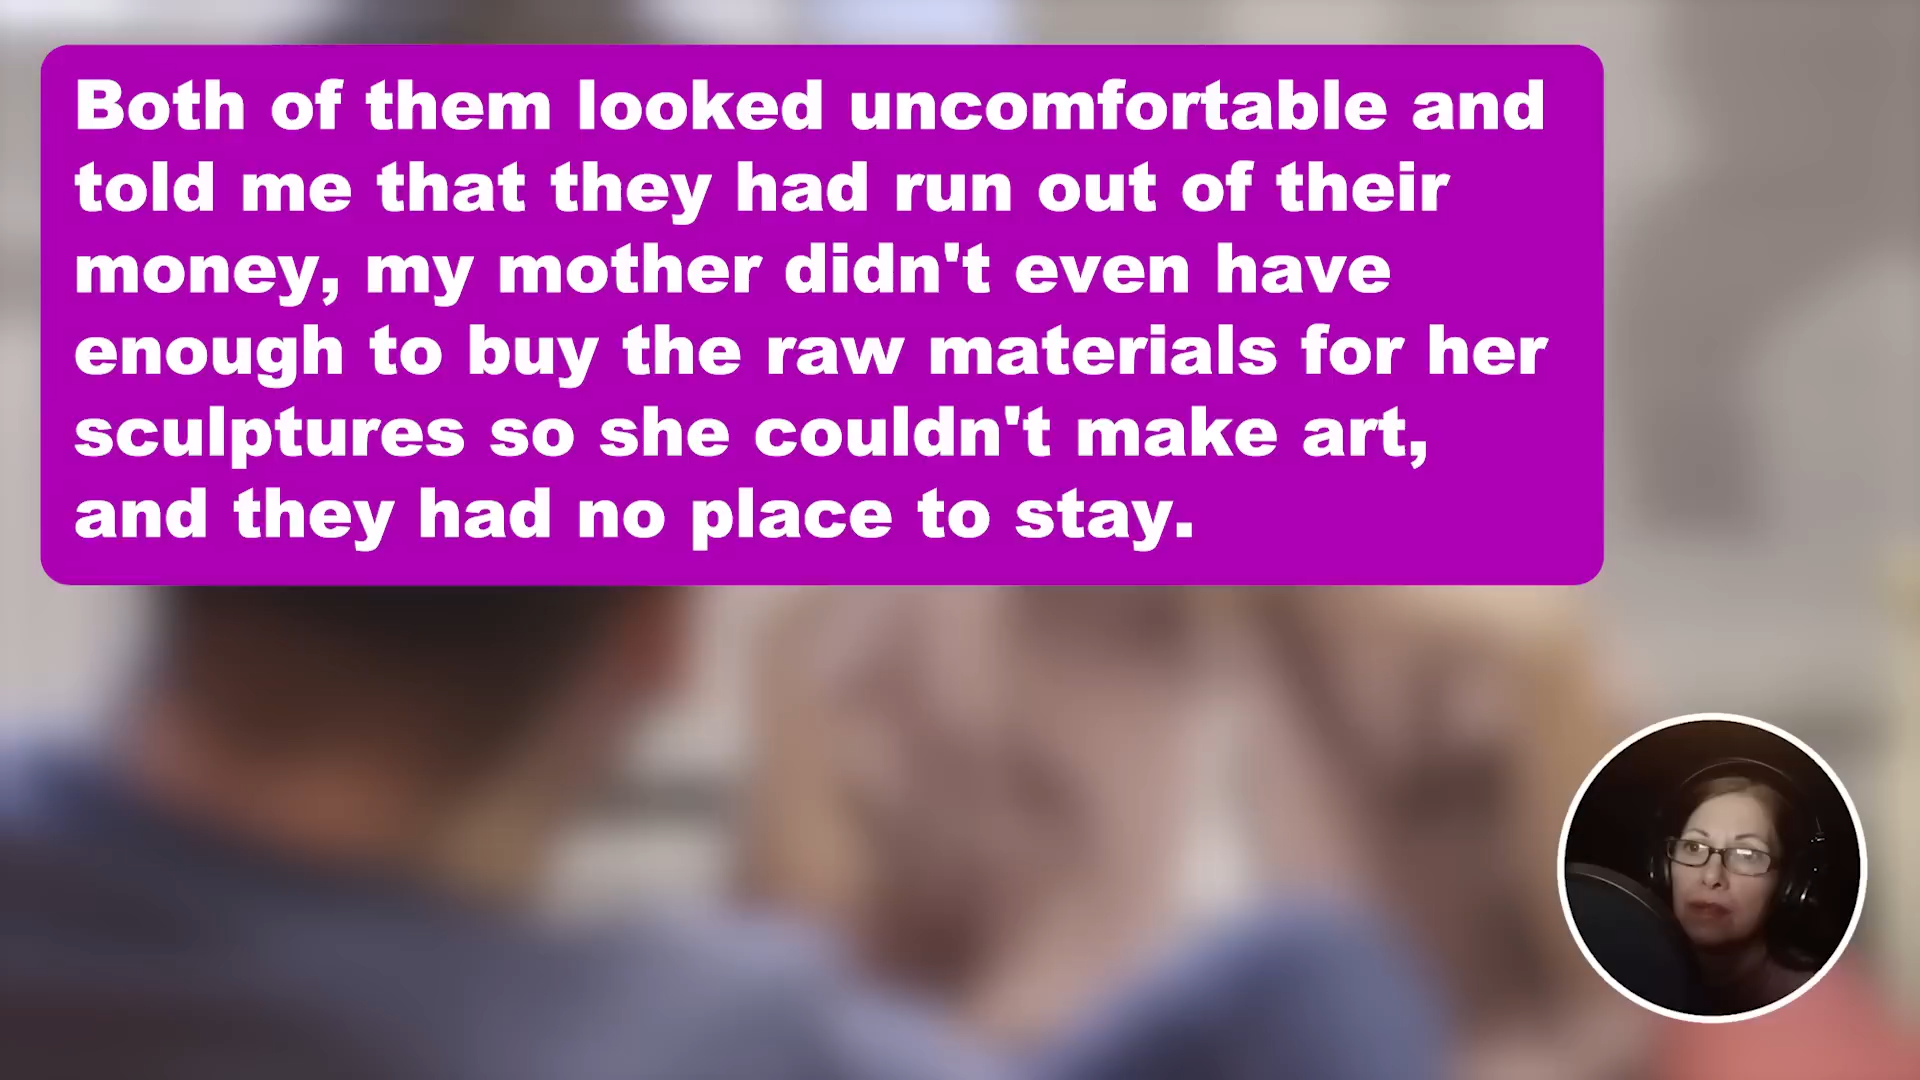 Both of them looked uncomfortable and
told me that they had run out of their
money, my mother didn't even have
enough to buy the raw materials for her
sculptures so she couldn't make art,
and they had no place to stay.